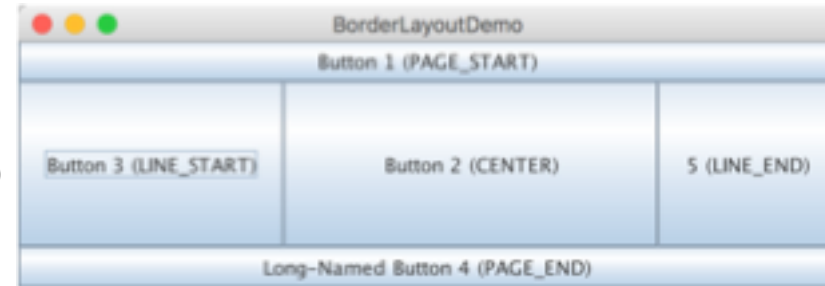 BorderLayoutDemo
Button 1 (PAGE_START)
Button 3 (LINE_START) Button 2 (CENTER) 5 (LINE_END)
Long-Named Button 4 (PAGE_END)